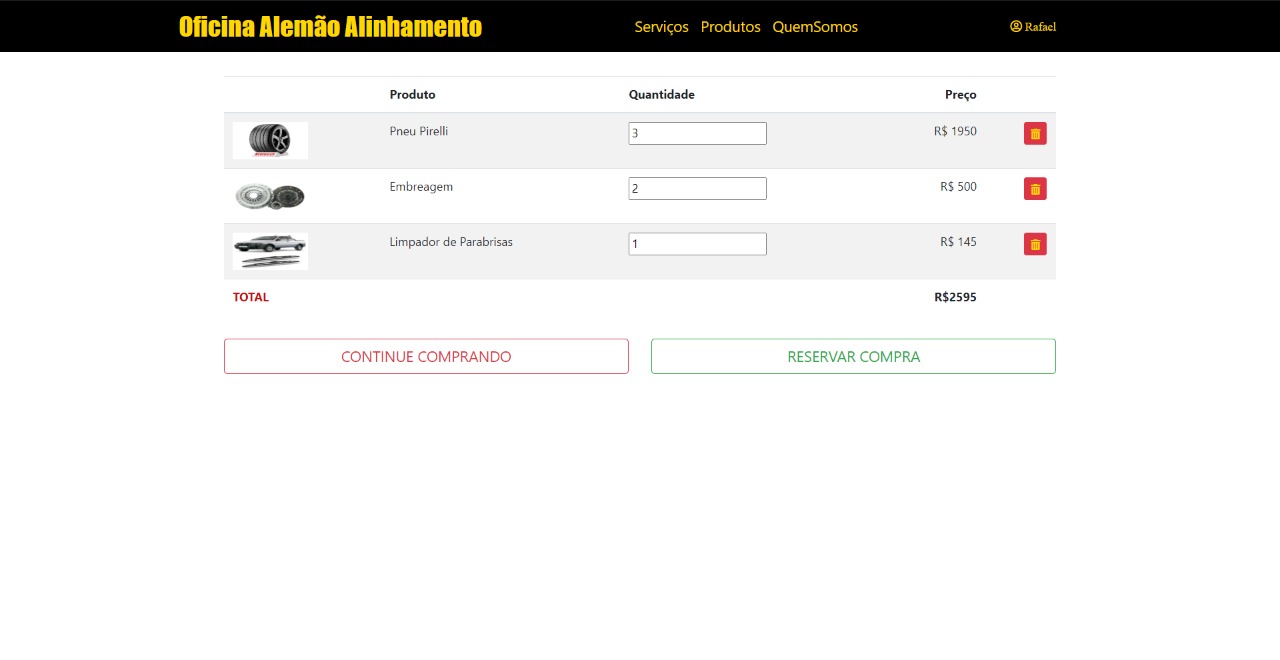 Oficina Alemão Alinhamento Serviços Produtos QuemSomos Rafael
Produto Quantidade Preço
Pneu Pirelli 3 R$ 1950
Embreagem 2 R$ 500
Limpador de Parabrisas 1 R$ 145
TOTAL R$2595
CONTINUE COMPRANDO RESERVAR COMPRA